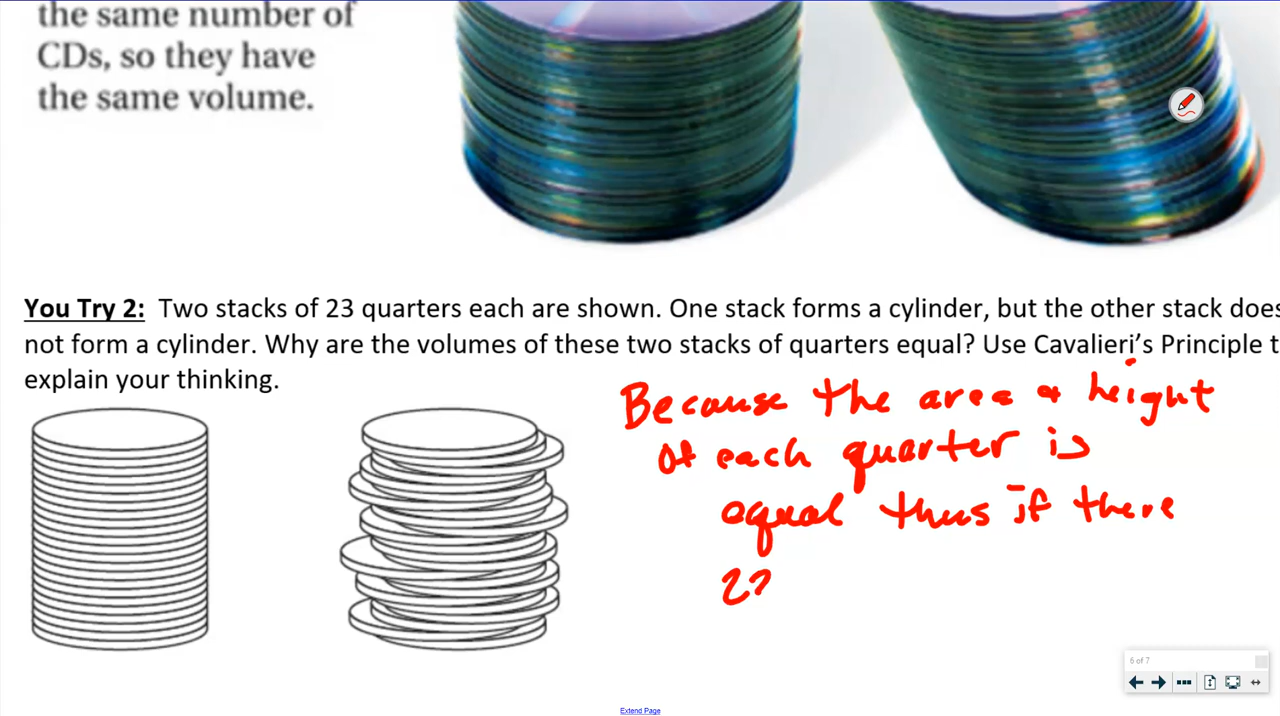 the same number of
CDs, so they have
the same volume.
You Try 2: Two stacks of 23 quarters each are shown. One stack forms a cylinder, but the other stack does
not form a cylinder. Why are the volumes of these two stacks of quarters equal? Use Cavalieri's Principle t
explain your thinking.
Because the area & height
of each quarter is
equal thus if there
6 of 7
Extend Page